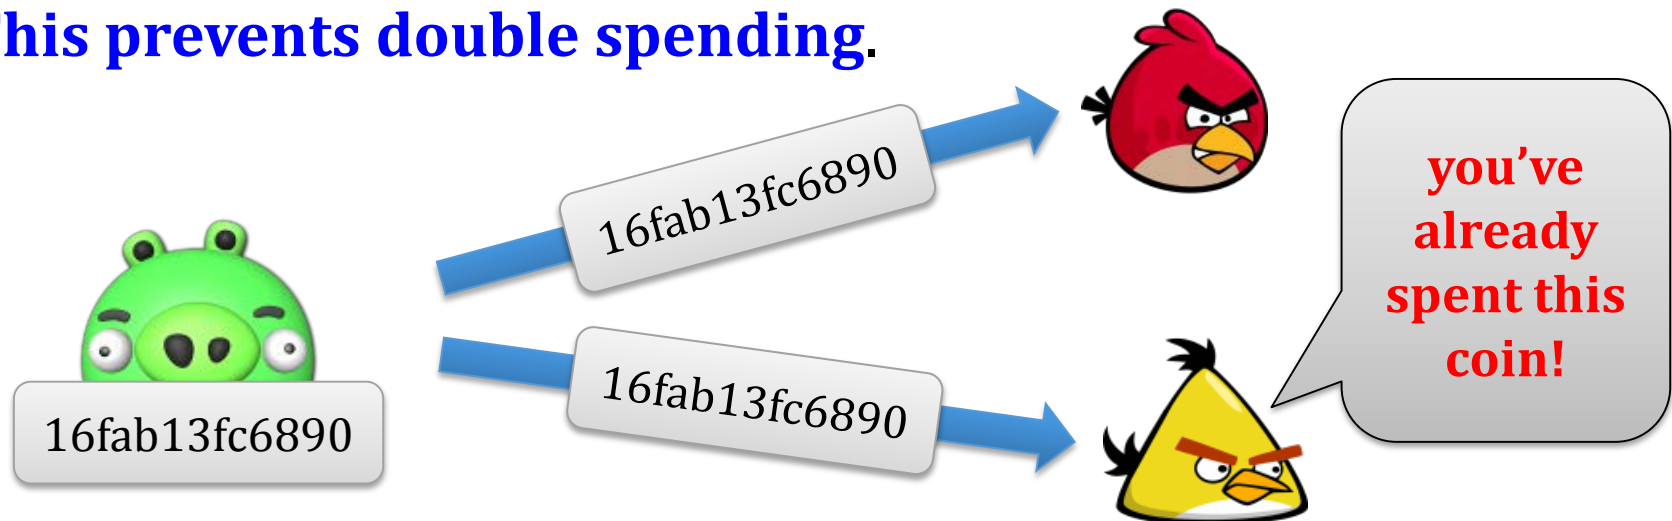 his prevents double spending.
16fab13fc6890
16fab13fc6890
16fab13fc6890
you’ve
already
spent this
coin!